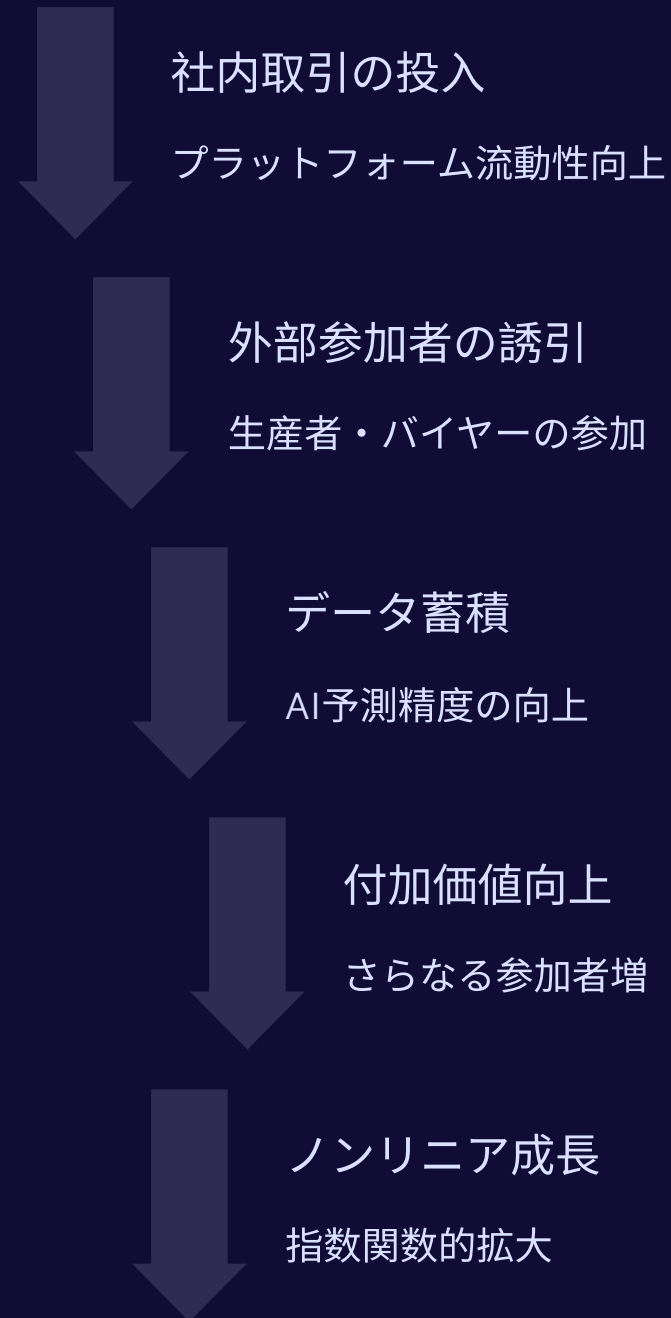 社内取引の投入
プラットフォーム流動性向上
外部参加者の誘引
生産者・バイヤーの参加
データ蓄積
AI予測精度の向上
付加価値向上
さらなる参加者増
ノンリニア成長
指数関数的拡大